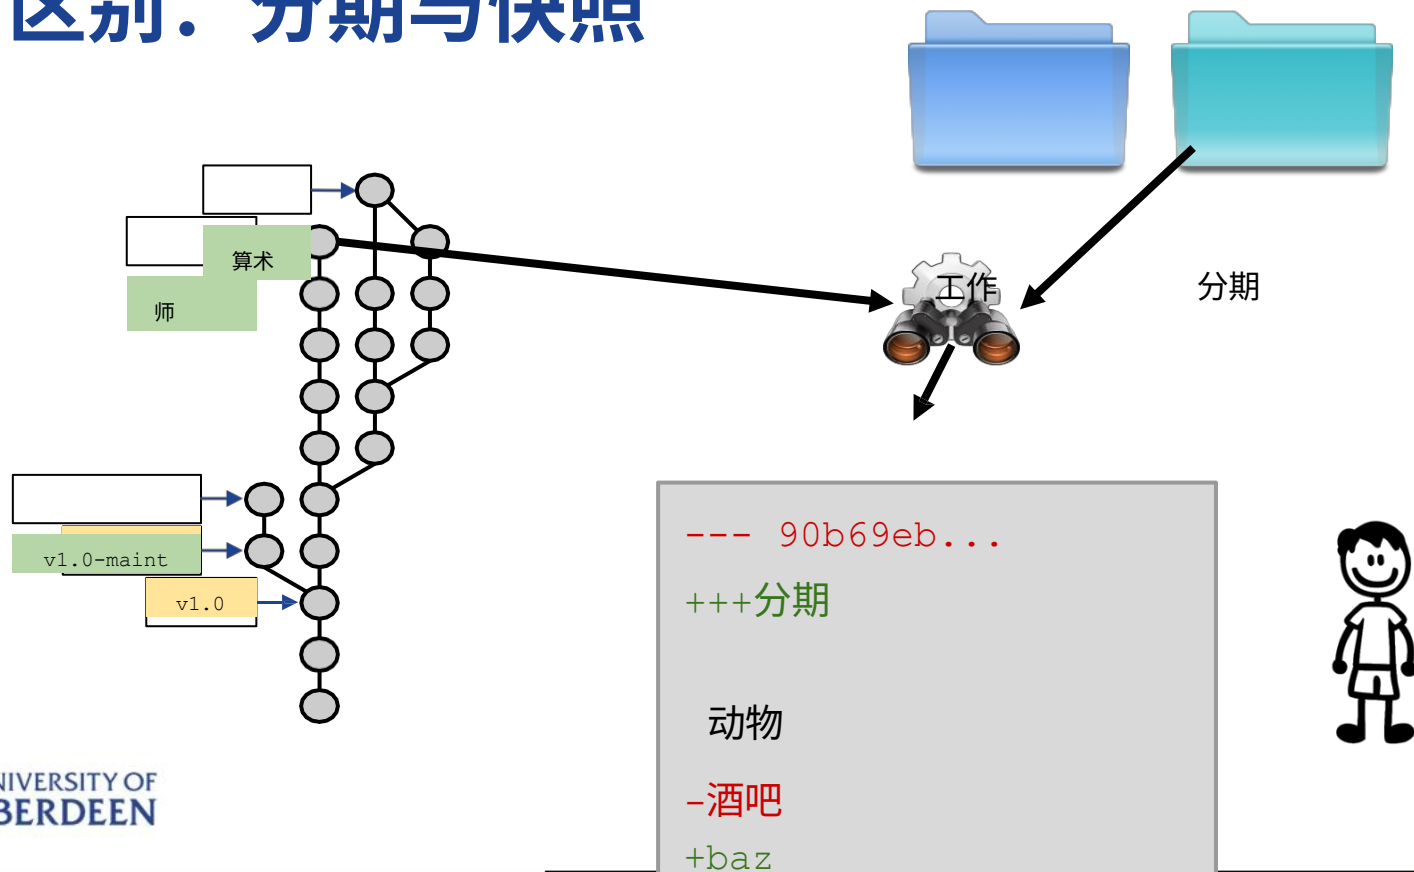 区别：分期与快照
算术
师
工作
分期
v1.0-maint
v1.0
--- 90b69eb...
+++分期
动物
-酒吧
+baz
NIVERSITY OF
BERDEEN